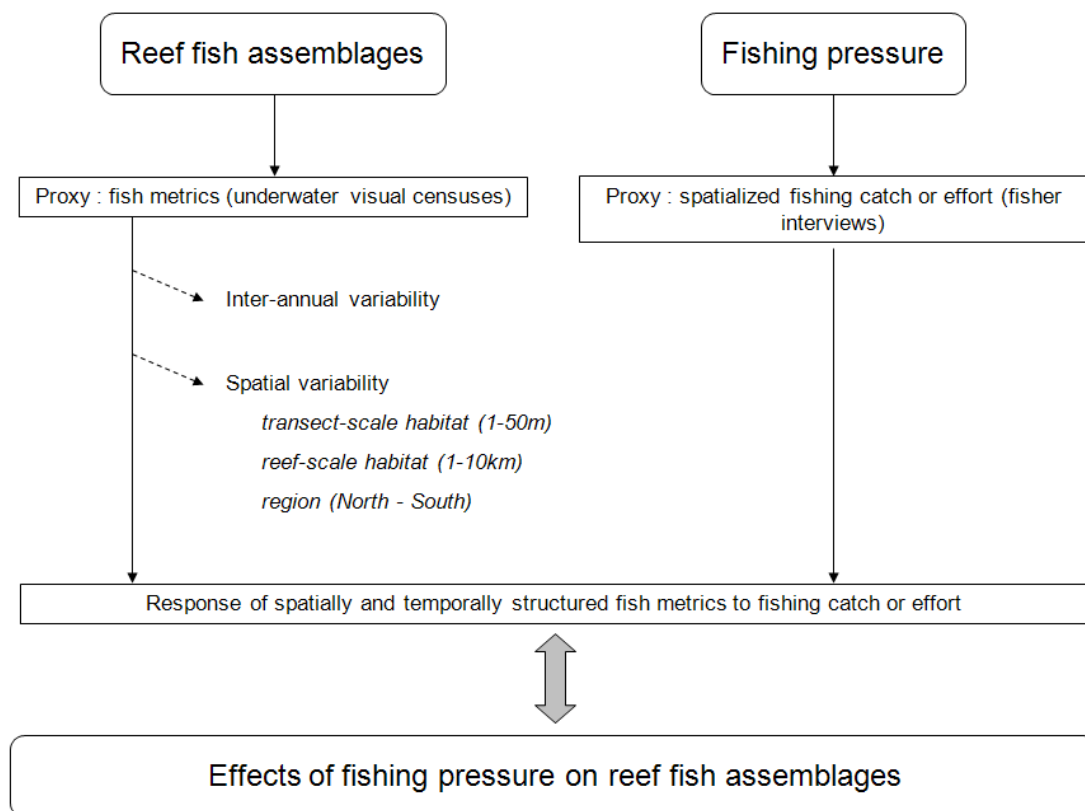 Reef fish assemblages
Fishing pressure
Proxy : fish metrics (underwater visual censuses)
Proxy : spatialized fishing catch or effort (fisher
interviews)
Inter-annual variability
Spatial variability
transect-scale habitat (1-50m)
reef-scale habitat (1-10km)
region (North - South)
Response of spatially and temporally structured fish metrics to fishing catch or effort
Effects of fishing pressure on reef fish assemblages